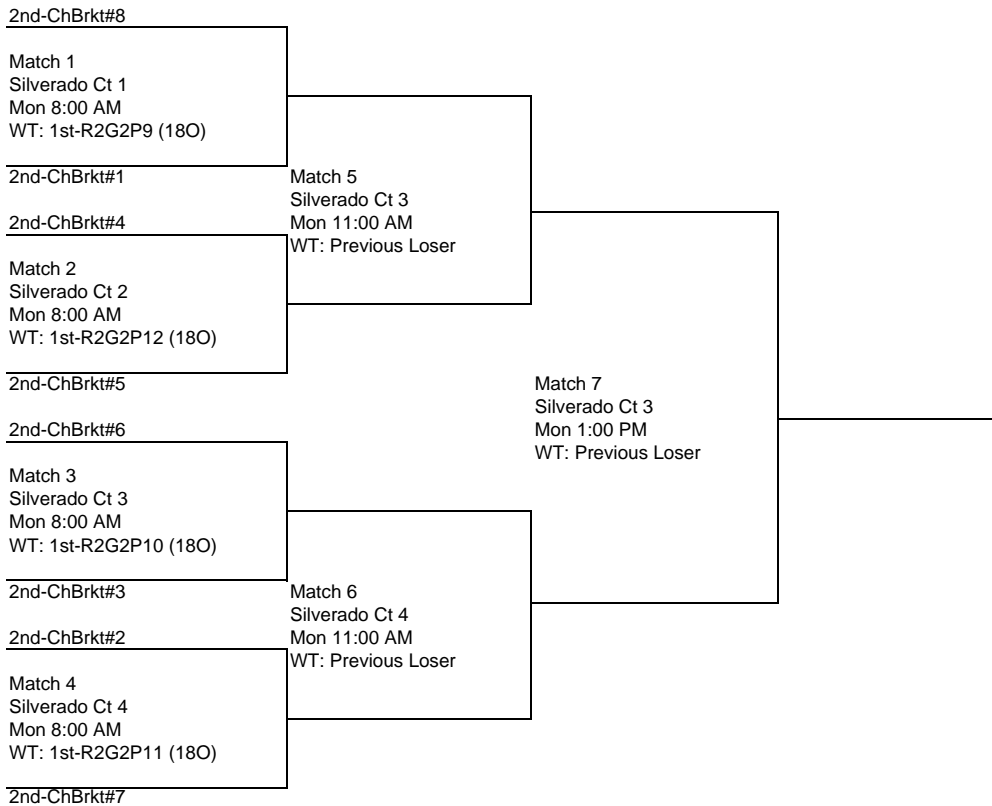 2nd-ChBrkt#8
Match 1
Silverado Ct 1
Mon 8:00 AM
WT: 1st-R2G2P9 (18O)
2nd-ChBrkt#1
2nd-ChBrkt#4
Match 2
Silverado Ct 2
Mon 8:00 AM
WT: 1st-R2G2P12 (18O)
2nd-ChBrkt#5
2nd-ChBrkt#6
Match 3
Silverado Ct 3
Mon 8:00 AM
WT: 1st-R2G2P10 (18O)
2nd-ChBrkt#3
2nd-ChBrkt#2
Match 4
Silverado Ct 4
Mon 8:00 AM
WT: 1st-R2G2P11 (18O)
2nd-ChBrkt#7
Match 5
Silverado Ct 3
Mon 11:00 AM
WT: Previous Loser
Match 6
Silverado Ct 4
Mon 11:00 AM
WT: Previous Loser
Match 7
Silverado Ct 3
Mon 1:00 PM
WT: Previous Loser